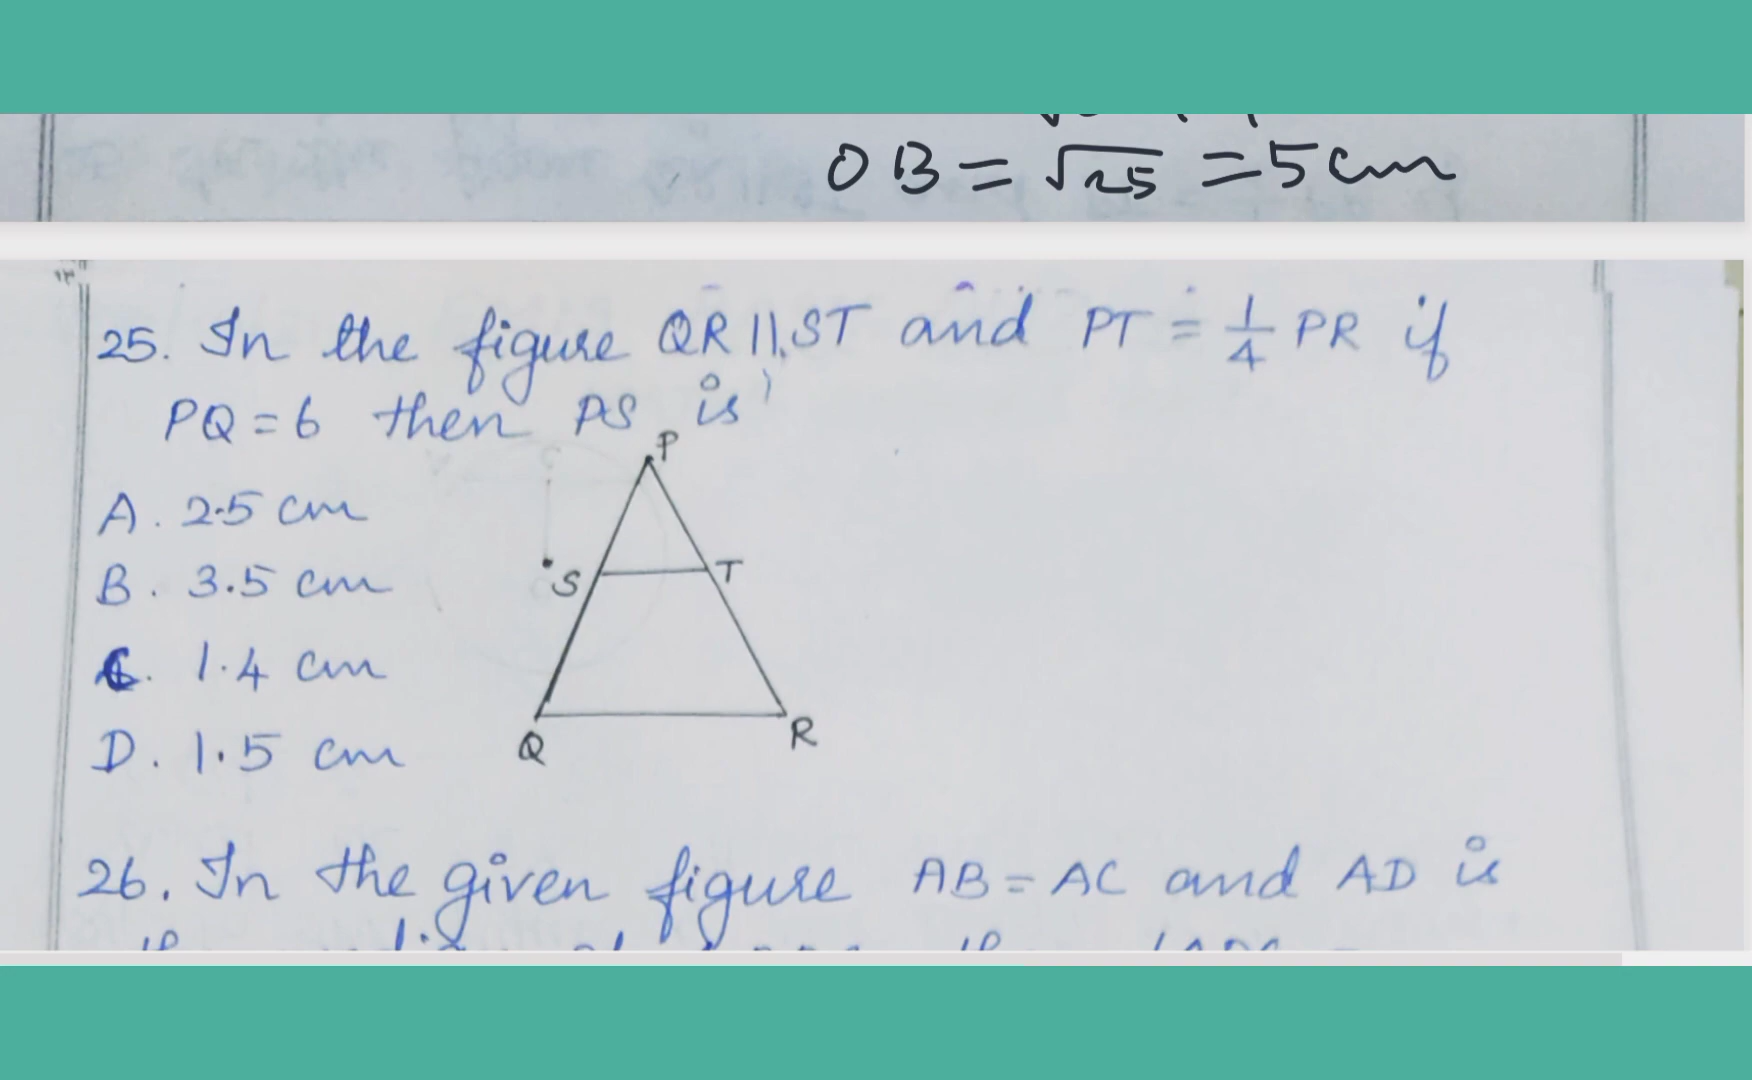 OB = √25 = 5 cm
25. In the figure QR || ST and PT = 1/4 PR if
PQ = 6 then PS is
P
A. 2.5 cm
B. 3.5 cm
S
T
C. 1.4 cm
D. 1.5 cm
Q
R
26. In the given figure AB = AC and AD is